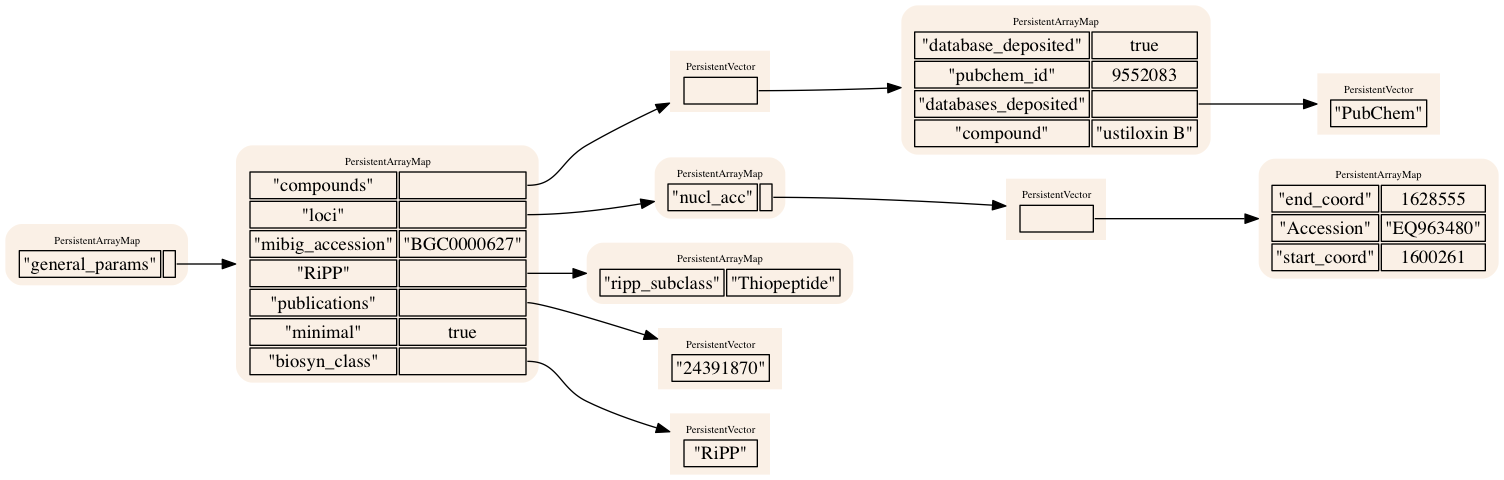 PersistentArrayMap
"general_params"
PersistentArrayMap
"compounds"
"loci"
"mibig_accession" "BGC0000627"
"RiPP"
"publications"
"minimal" true
"biosyn_class"
PersistentVector
PersistentArrayMap
"database_deposited" true
"pubchem_id" 9552083
"databases_deposited"
"compound" "ustiloxin B"
PersistentVector
"PubChem"
PersistentArrayMap
"nucl_acc"
PersistentVector
PersistentArrayMap
"end_coord" 1628555
"Accession" "EQ963480"
"start_coord" 1600261
PersistentArrayMap
"ripp_subclass" "Thiopeptide"
PersistentVector
"24391870"
PersistentVector
"RiPP"